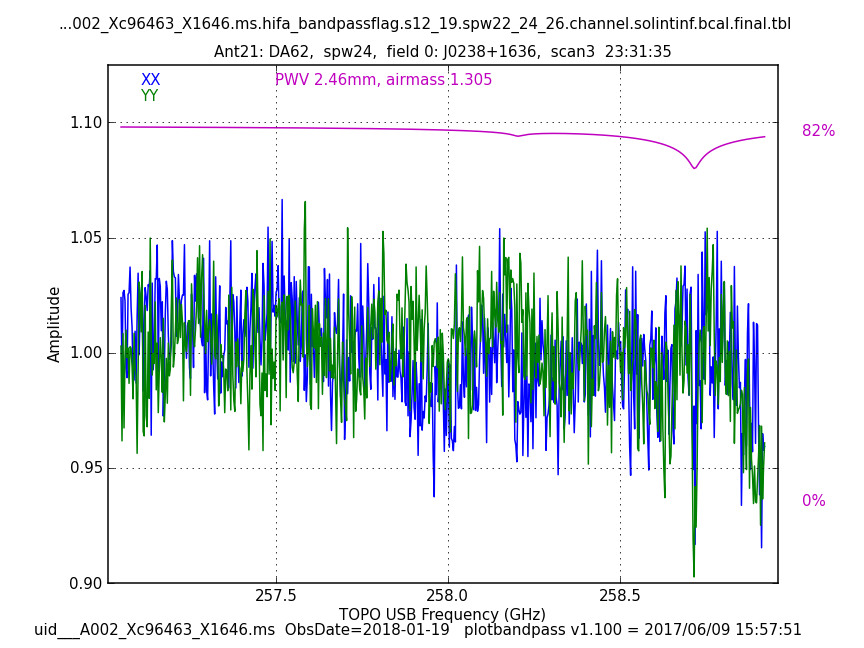 ...002_Xc96463_X1646.ms.hifa_bandpassflag.s12_19.spw22_24_26.channel.solintinf.bcal.final.tbl
Ant21: DA62,  spw24,  field 0: J0238+1636,  scan3  23:31:35
XX
PWV 2.46mm, airmass 1.305
YY
1.10
82%
1.05
Amplitude
1.00
0.95
0%
0.90
257.5
258.0
258.5
TOPO USB Frequency (GHz)
uid___A002_Xc96463_X1646.ms  ObsDate=2018-01-19   plotbandpass v1.100 = 2017/06/09 15:57:51